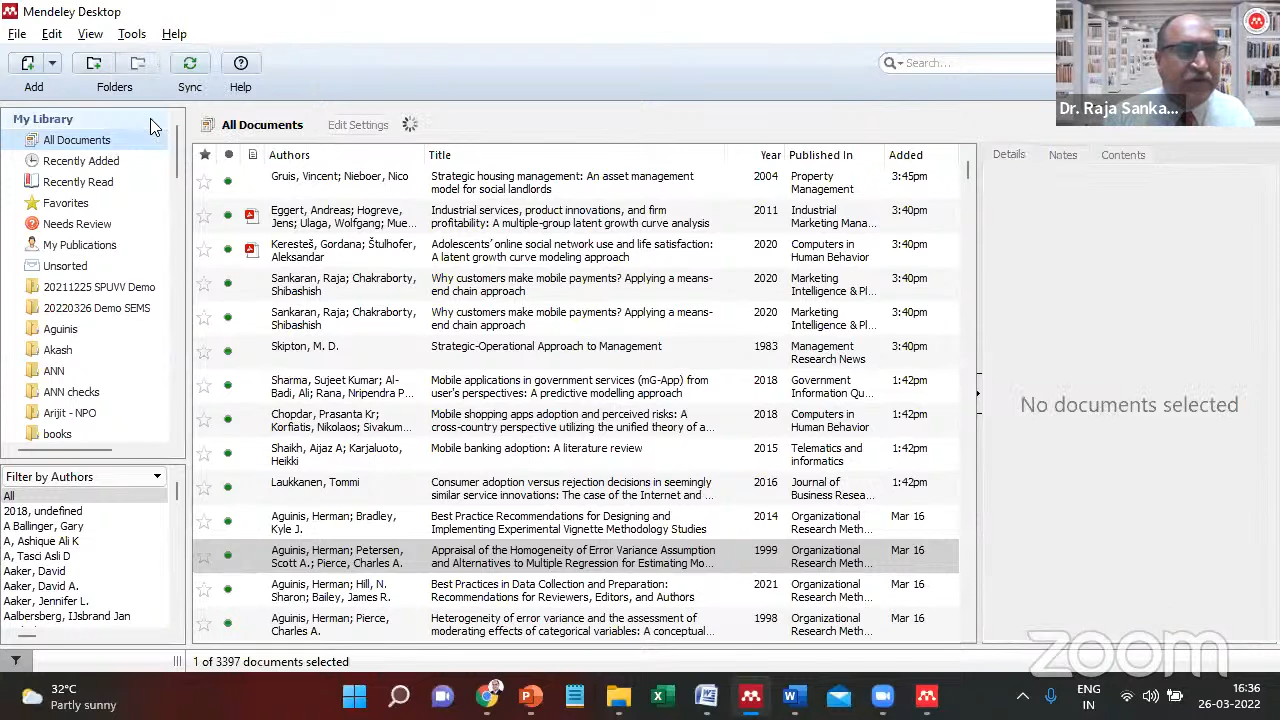 Mendeley Desktop
File Edit View Tools Help
Search...
Add Folders Sync Help
Dr. Raja Sanka...
My Library
All Documents
Recently Added
Recently Read
Favorites
Needs Review
My Publications
Unsorted
20211225 SPUVV Demo
20220326 Demo SEMS
Aguinis
Akash
ANN
ANN checks
Arijit - NPO
books
Filter by Authors
All
2018, undefined
A Ballinger, Gary
A, Ashique Ali K
A, Tasci Asli D
Aaker, David
Aaker, David A.
Aaker, Jennifer L.
Aalbersberg, IJsbrand Jan
All Documents Edit Settings
Authors Title Year Published In Added
Gruis, Vincent; Nieboer, Nico Strategic housing management: An asset management 2004 Property 3:45pm
model for social landlords Management
Eggert, Andreas; Hogreve, Industrial services, product innovations, and firm 2011 Industrial 3:40pm
Jens; Ulaga, Wolfgang; Mue... profitability: A multiple-group latent growth curve analysis Marketing Mana...
Keresteš, Gordana; Štulhofer, Adolescents' online social network use and life satisfaction: 2020 Computers in 3:40pm
Aleksandar A latent growth curve modeling approach Human Behavior
Sankaran, Raja; Chakraborty, Why customers make mobile payments? Applying a means- 2020 Marketing 3:40pm
Shibashish end chain approach Intelligence & Pl...
Sankaran, Raja; Chakraborty, Why customers make mobile payments? Applying a means- 2020 Marketing 3:40pm
Shibashish end chain approach Intelligence & Pl...
Skipton, M. D. Strategic-Operational Approach to Management 1983 Management 3:40pm
Research News
Sharma, Sujeet Kumar; Al- Mobile applications in government services (mG-App) from 2018 Government 1:42pm
Badi, Ali; Rana, Nripendra P... user's perspectives: A predictive modelling approach Information Qu...
Chopdar, Prasanta Kr; Mobile shopping apps adoption and perceived risks: A 2018 Computers in 1:42pm
Korfiatis, Nikolaos; Sivakum... cross-country perspective utilizing the unified theory of a... Human Behavior
Shaikh, Aijaz A; Karjaluoto, Mobile banking adoption: A literature review 2015 Telematics and 1:42pm
Heikki informatics
Laukkanen, Tommi Consumer adoption versus rejection decisions in seemingly 2016 Journal of 1:42pm
similar service innovations: The case of the Internet and ... Business Resea...
Aguinis, Herman; Bradley, Best Practice Recommendations for Designing and 2014 Organizational Mar 16
Kyle J. Implementing Experimental Vignette Methodology Studies Research Meth...
Aguinis, Herman; Petersen, Appraisal of the Homogeneity of Error Variance Assumption 1999 Organizational Mar 16
Scott A.; Pierce, Charles A. and Alternatives to Multiple Regression for Estimating Mo... Research Meth...
Aguinis, Herman; Hill, N. Best Practices in Data Collection and Preparation: 2021 Organizational Mar 16
Sharon; Bailey, James R. Recommendations for Reviewers, Editors, and Authors Research Meth...
Aguinis, Herman; Pierce, Heterogeneity of error variance and the assessment of 1998 Organizational Mar 16
Charles A. moderating effects of categorical variables: A conceptual... Research Meth...
Details Notes Contents
No documents selected
zoom
1 of 3397 documents selected
32°C
Partly sunny
ENG
IN
16:36
26-03-2022